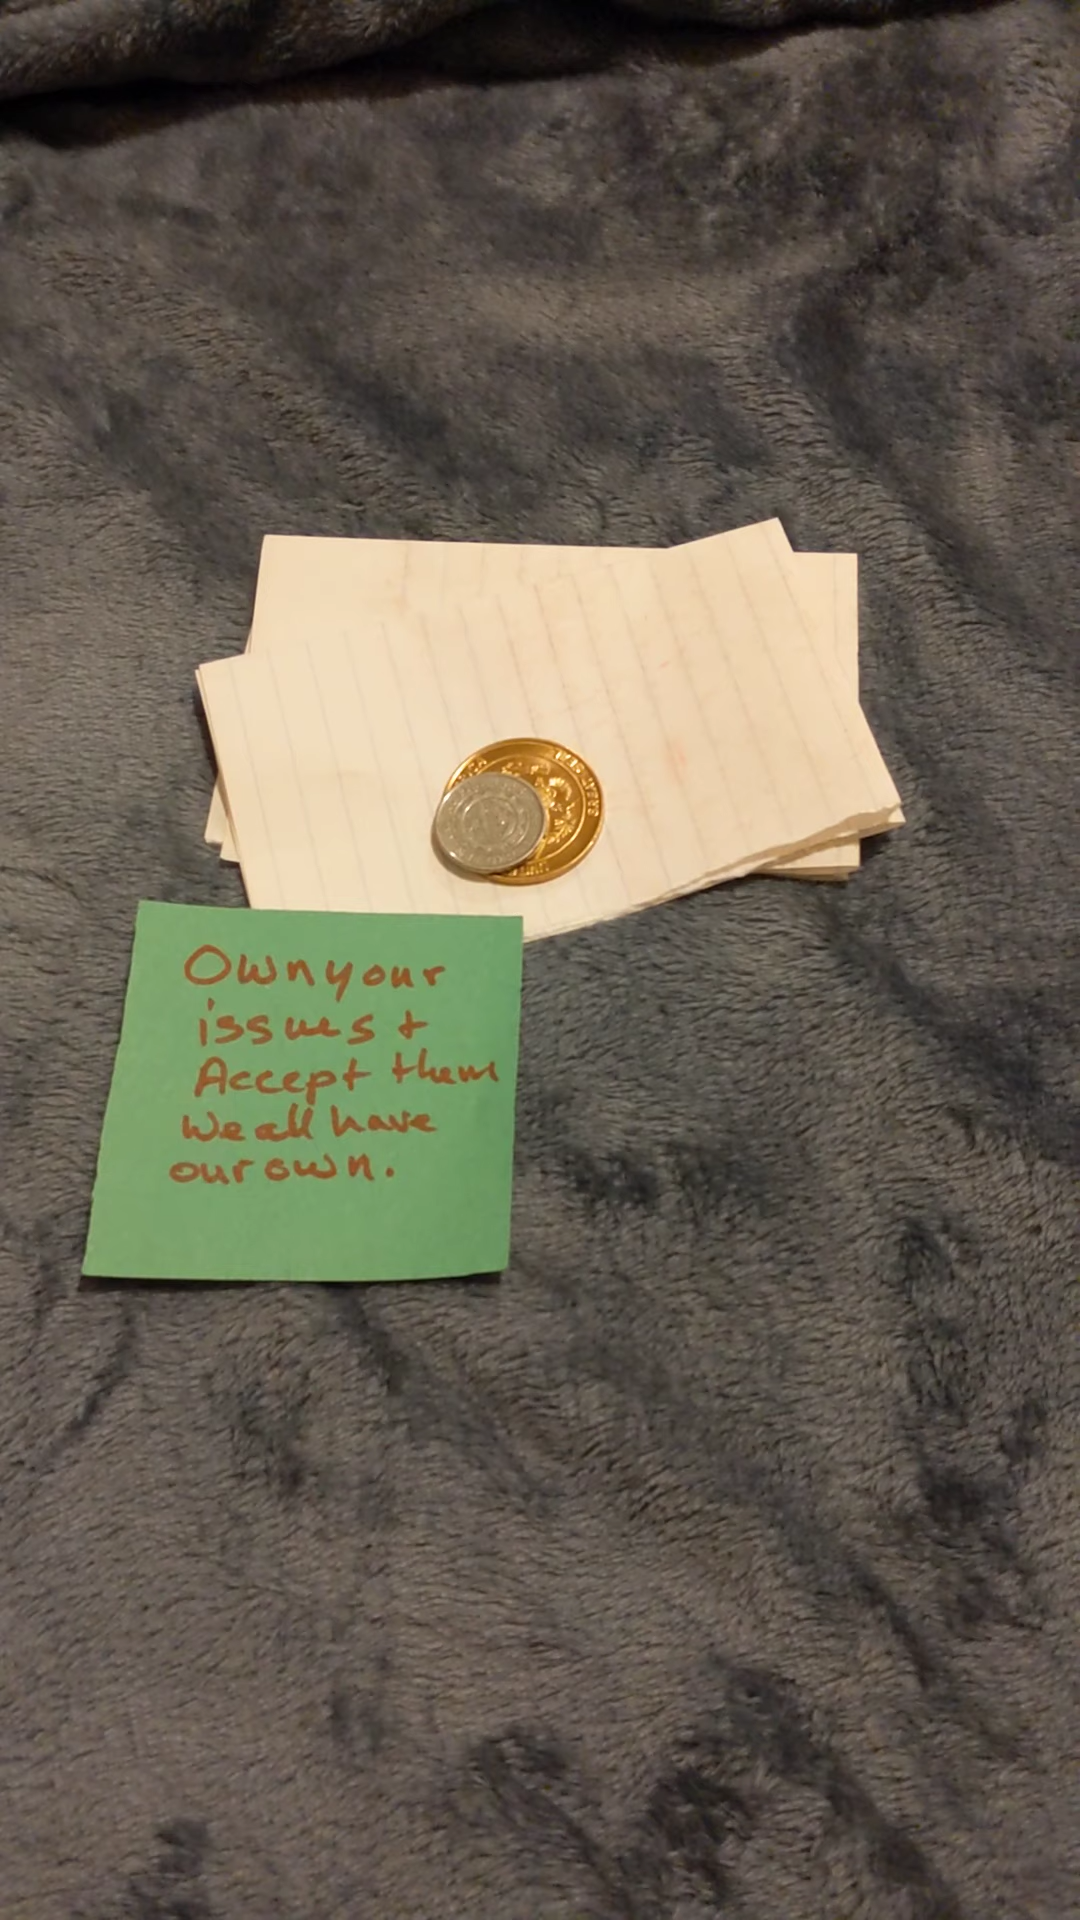 Own your
issues +
Accept them
We all have
our own.